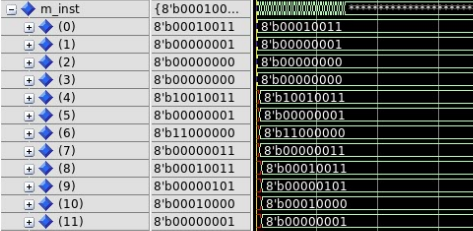 m_inst {8'b000100...
(0) 8'b00010011 8'b00010011
(1) 8'b00000001 8'b00000001
(2) 8'b00000000 8'b00000000
(3) 8'b00000000 8'b00000000
(4) 8'b10010011 8'b10010011
(5) 8'b00000001 8'b00000001
(6) 8'b11000000 8'b11000000
(7) 8'b00000011 8'b00000011
(8) 8'b00010011 8'b00010011
(9) 8'b00000101 8'b00000101
(10) 8'b00010000 8'b00010000
(11) 8'b00000001 8'b00000001